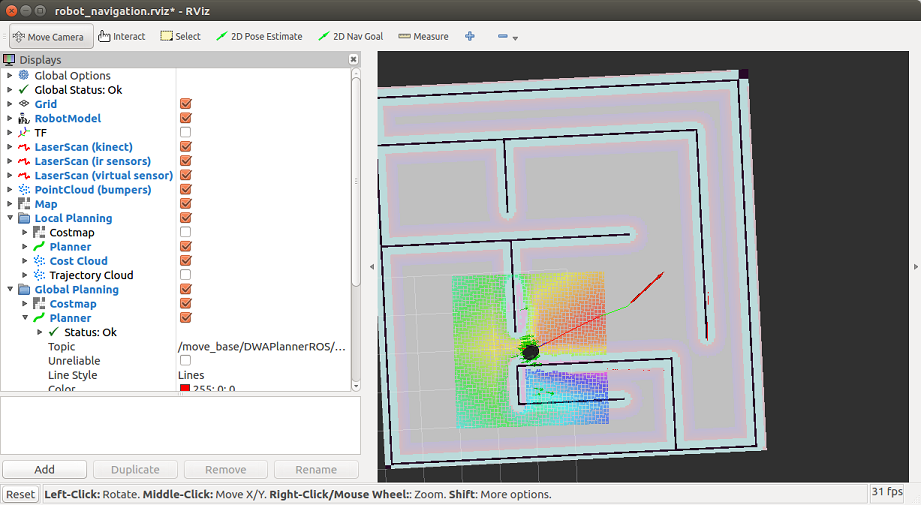 robot_navigation.rviz* - RViz
Move Camera Interact Select 2D Pose Estimate 2D Nav Goal Measure
Displays
Global Options
Global Status: Ok
Grid
RobotModel
TF
LaserScan (kinect)
LaserScan (ir sensors)
LaserScan (virtual sensor)
PointCloud (bumpers)
Map
Local Planning
Costmap
Planner
Cost Cloud
Trajectory Cloud
Global Planning
Costmap
Planner
Status: Ok
Topic /move_base/DWAPlannerROS/...
Unreliable
Line Style Lines
Color 255; 0; 0
Add Duplicate Remove Rename
Reset Left-Click: Rotate. Middle-Click: Move X/Y. Right-Click/Mouse Wheel:: Zoom. Shift: More options. 31 fps